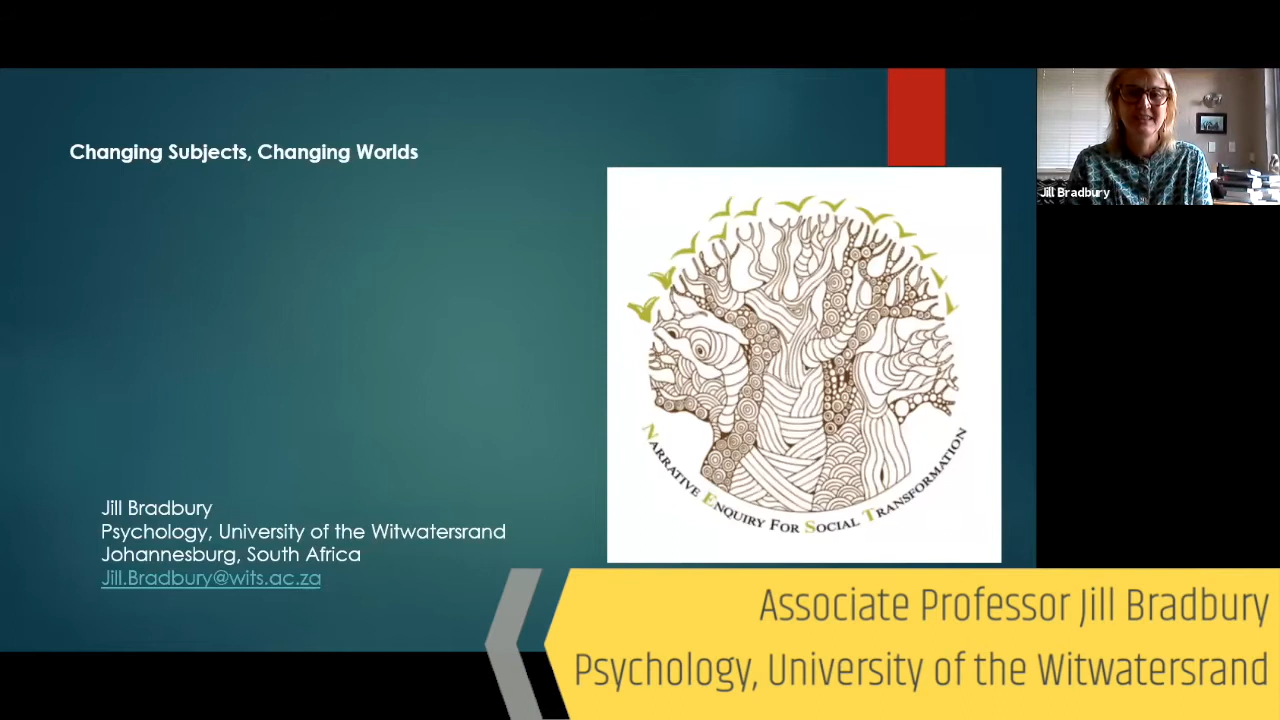 Changing Subjects, Changing Worlds
Jill Bradbury
NARRATIVE ENQUIRY FOR SOCIAL TRANSFORMATION
Jill Bradbury
Psychology, University of the Witwatersrand
Johannesburg, South Africa
Jill.Bradbury@wits.ac.za
Associate Professor Jill Bradbury
Psychology, University of the Witwatersrand